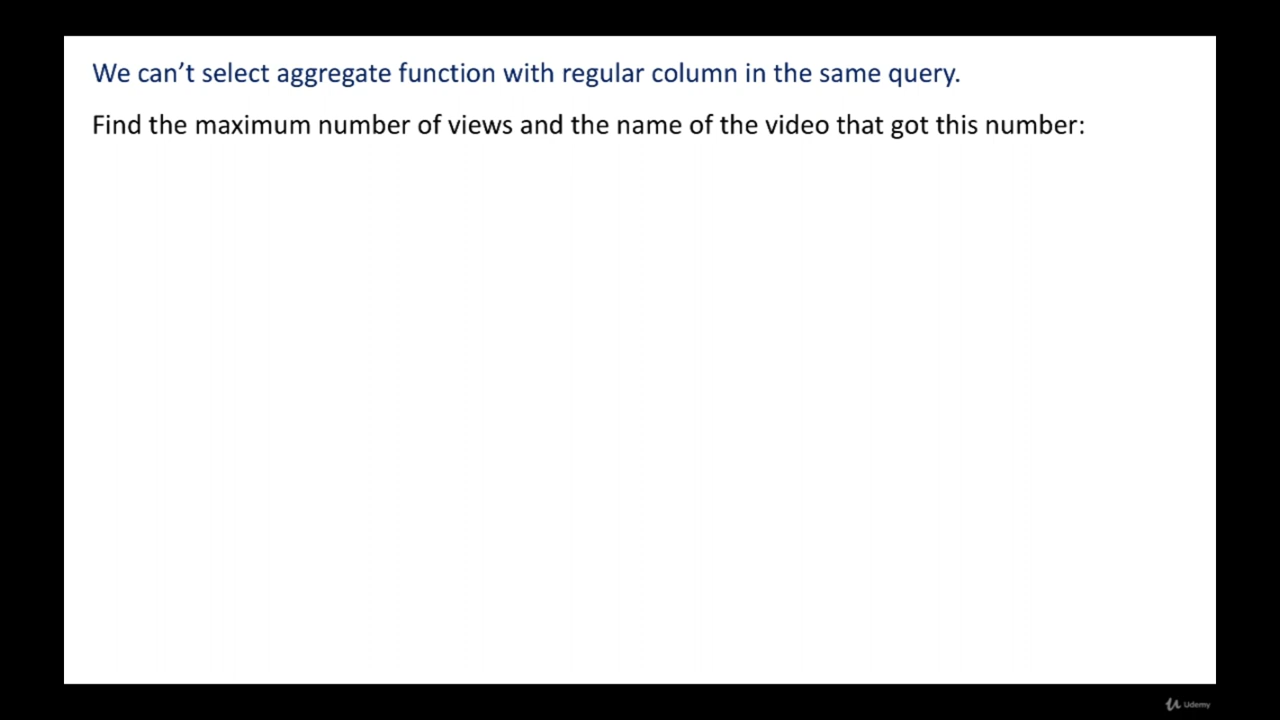 We can’t select aggregate function with regular column in the same query.
Find the maximum number of views and the name of the video that got this number:
Udemy